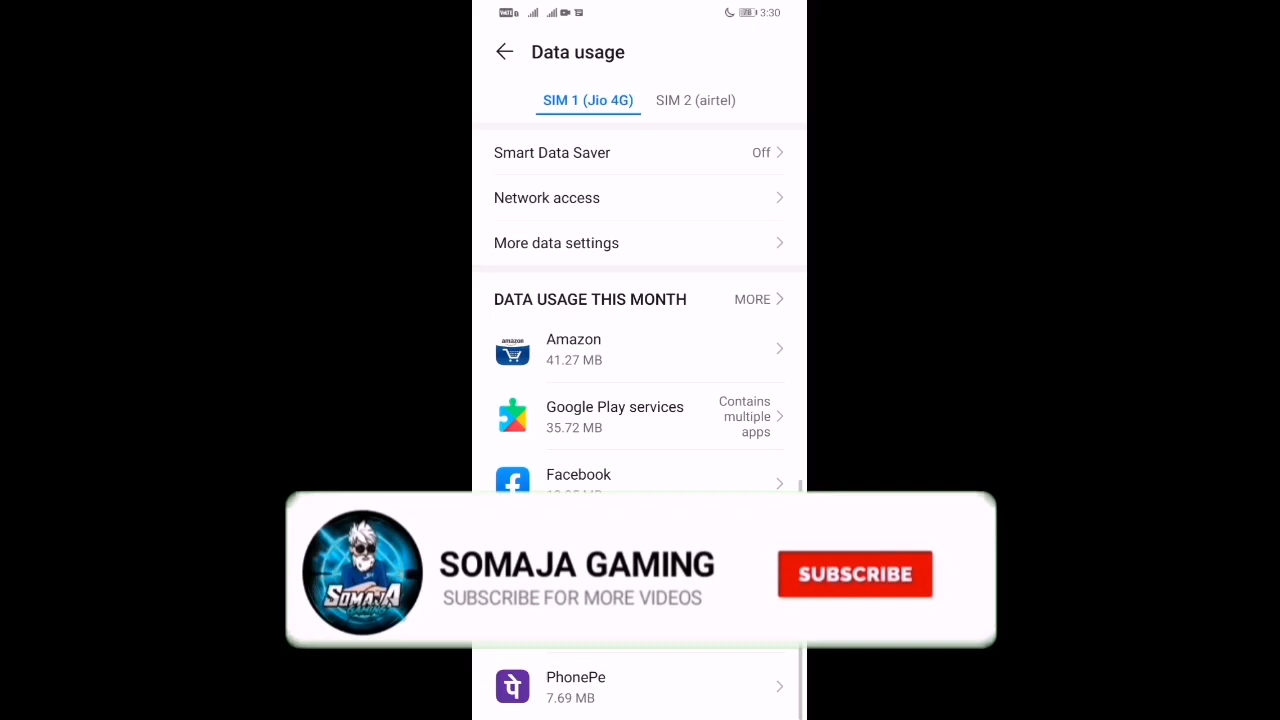 3:30
Data usage
SIM 1 (Jio 4G) SIM 2 (airtel)
Smart Data Saver Off
Network access
More data settings
DATA USAGE THIS MONTH MORE
amazon
Amazon
41.27 MB
Google Play services
35.72 MB
Contains
multiple
apps
Facebook
SOMAJA GAMING
SUBSCRIBE FOR MORE VIDEOS
SUBSCRIBE
SOMAJA
GAMING
पे
PhonePe
7.69 MB